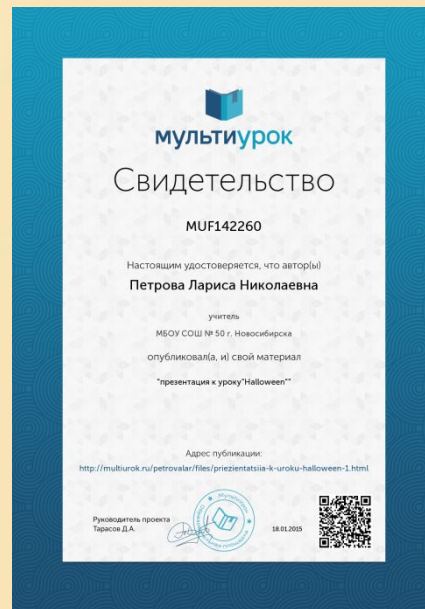 мультиурок
Свидетельство
MUF142260
Настоящим удостоверяется, что автор(ы)
Петрова Лариса Николаевна
учитель
МБОУ СОШ № 50 г. Новосибирска
опубликовал(а, и) свой материал
"презентация к уроку"Halloween""
Адрес публикации:
http://multiurok.ru/petrovalar/files/priezientatsiia-k-uroku-halloween-1.html
Руководитель проекта
Тарасов Д.А.
18.01.2015